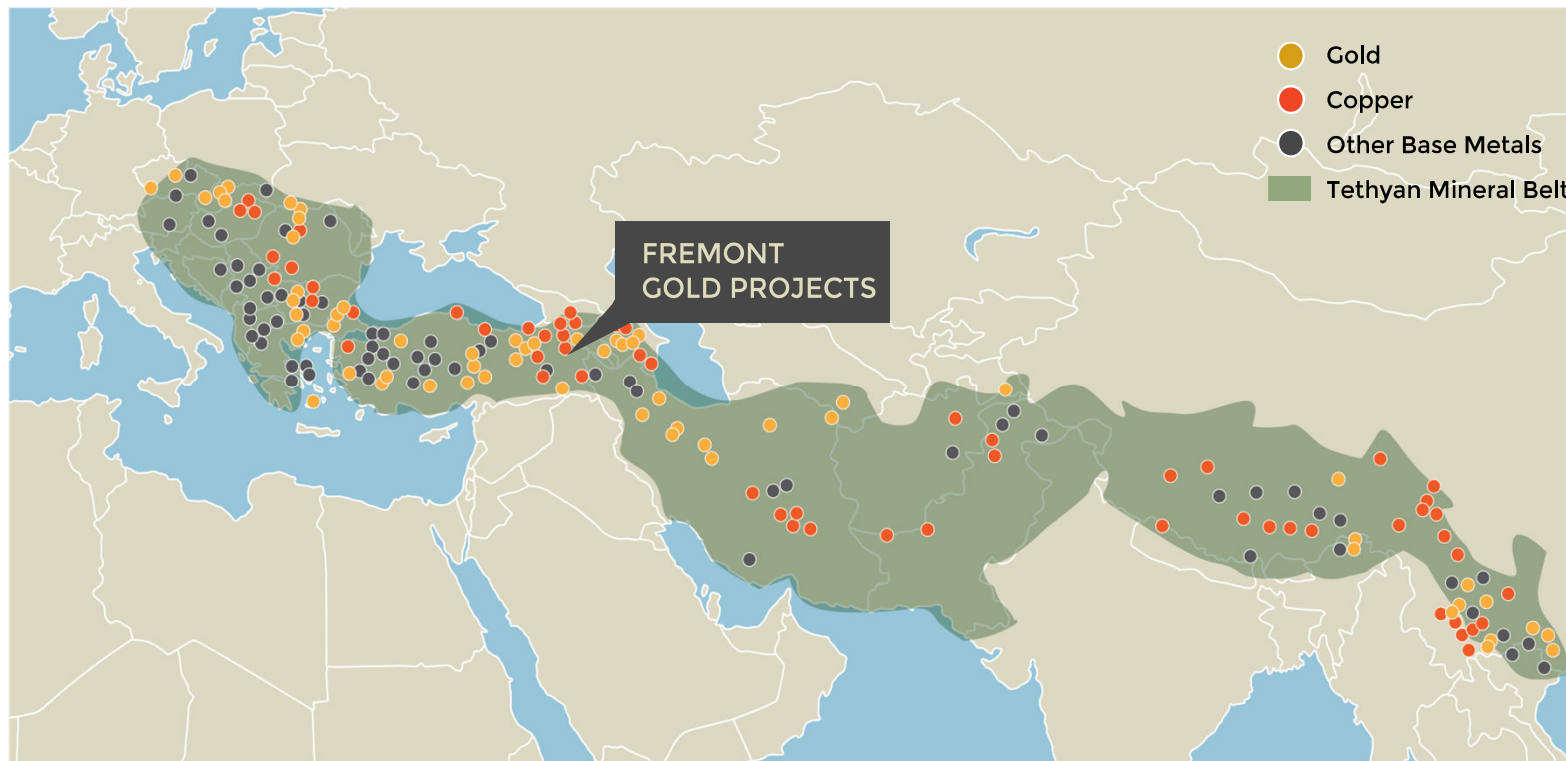 Gold
Copper
Other Base Metals
Tethyan Mineral Belt
FREMONT
GOLD PROJECTS